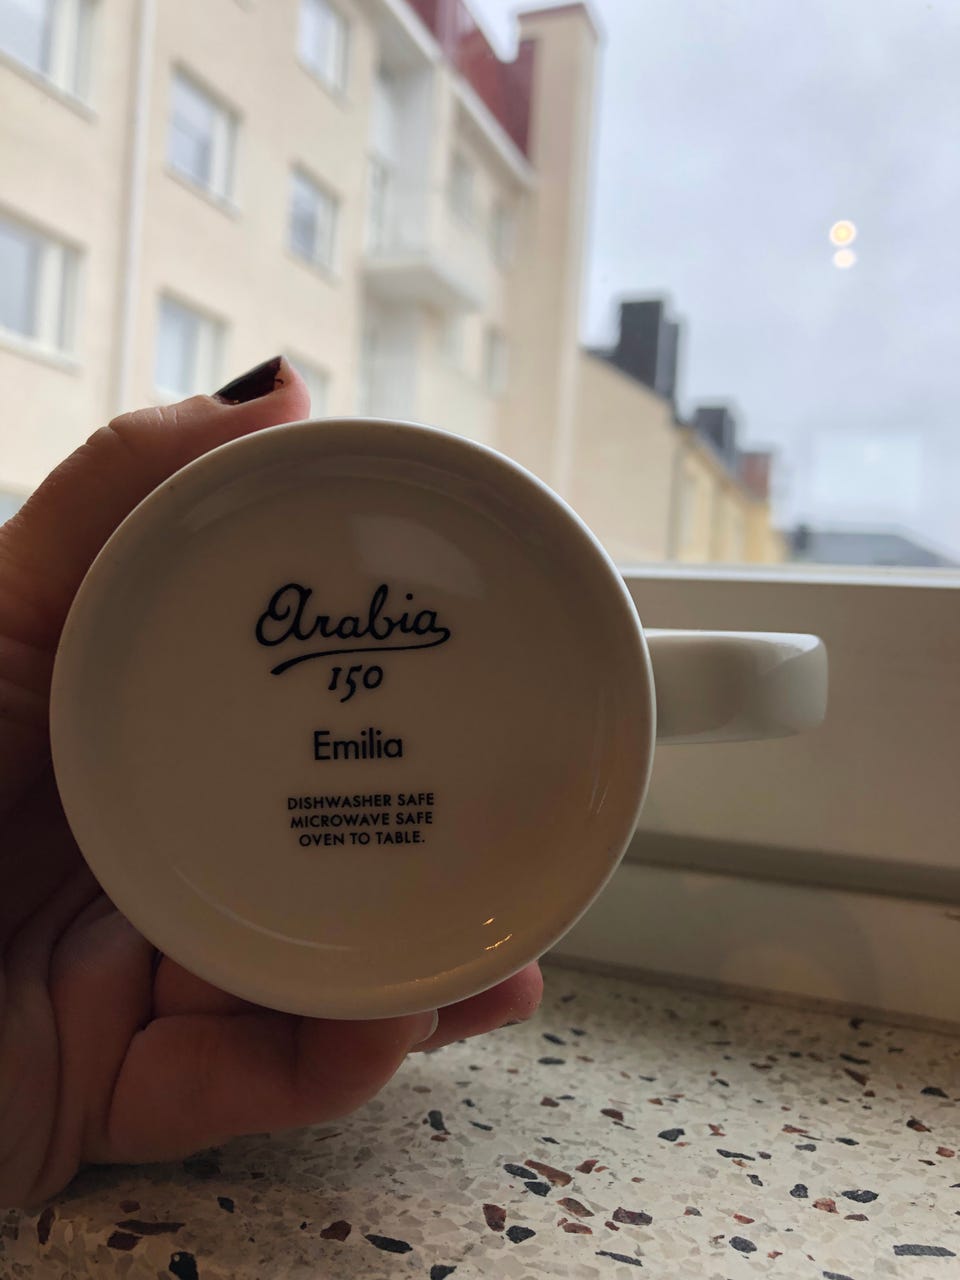 Arabia
150
Emilia
DISHWASHER SAFE
MICROWAVE SAFE
OVEN TO TABLE.